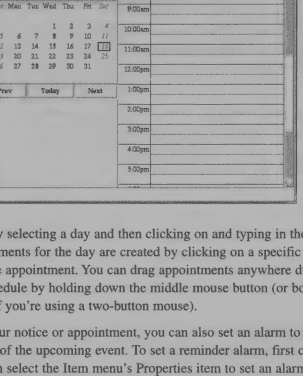 Mon Tue Wed Thu Fri Sat
1 2 3 4
5 6 7 8 9 10 11
12 13 14 15 16 17 18
19 20 21 22 23 24 25
26 27 28 29 30 31
Prev Today Next
9:00am
10:00am
11:00am
12:00pm
1:00pm
2:00pm
3:00pm
4:00pm
5:00pm
y selecting a day and then clicking on and typing in the
ments for the day are created by clicking on a specific
e appointment. You can drag appointments anywhere d
edule by holding down the middle mouse button (or bo
f you're using a two-button mouse).
ur notice or appointment, you can also set an alarm to
of the upcoming event. To set a reminder alarm, first c
n select the Item menu's Properties item to set an alarm